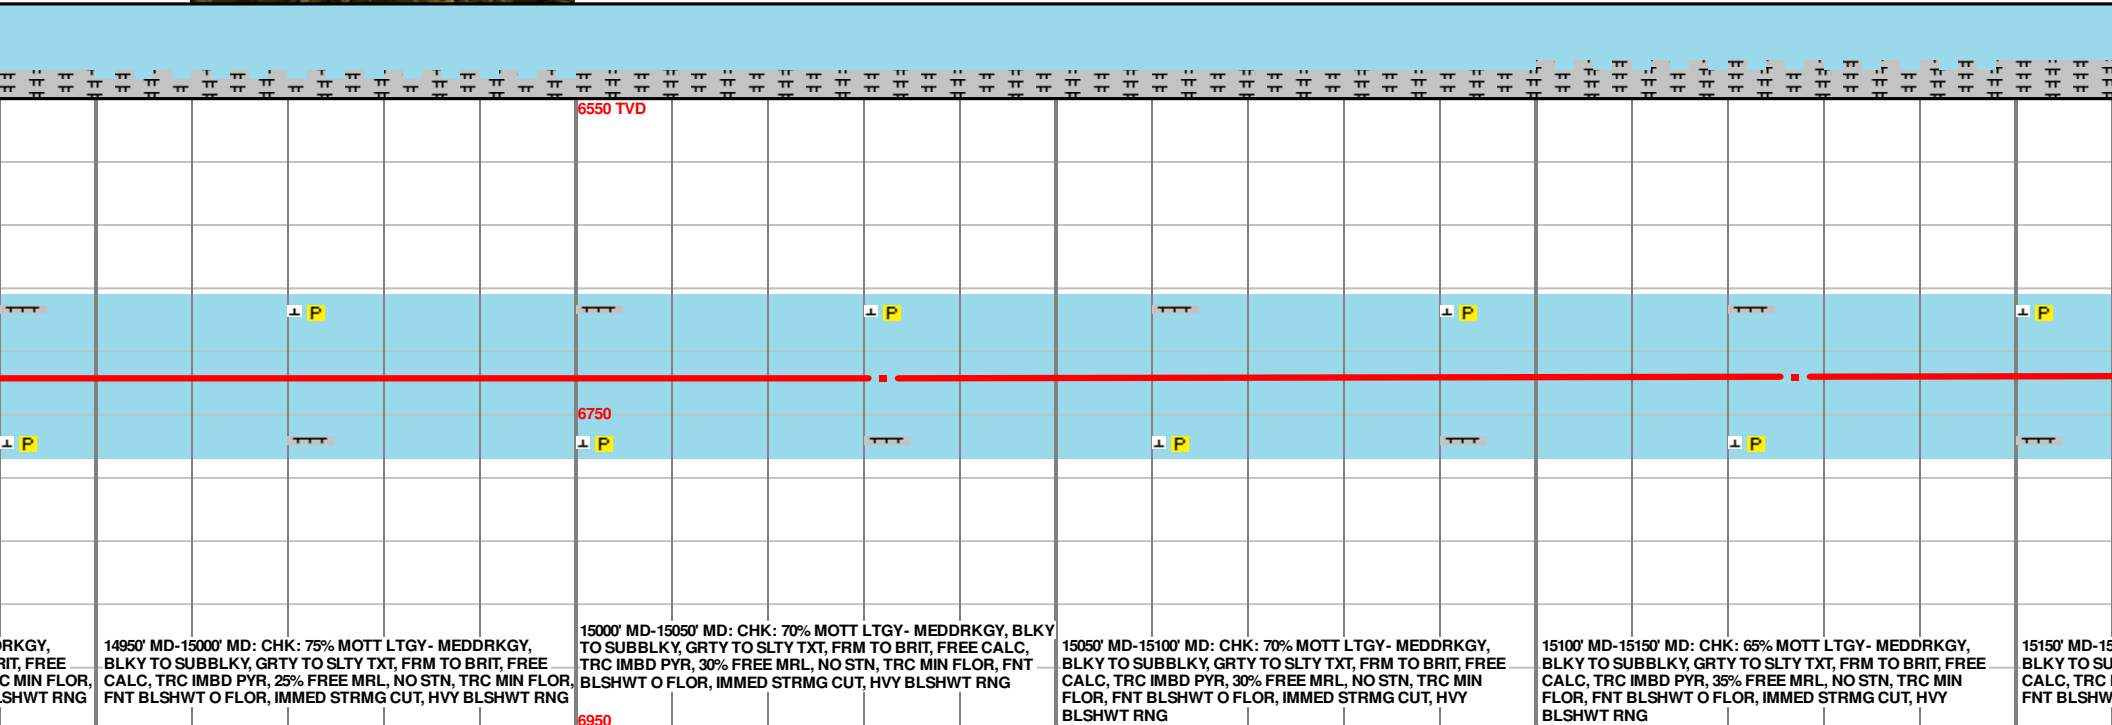 6550 TVD
P P P P
6750
P P P P
DRKGY,
RIT, FREE
C MIN FLOR,
LSHWT RNG
14950' MD-15000' MD: CHK: 75% MOTT LTGY- MEDDRKGY,
BLKY TO SUBBLKY, GRTY TO SLTY TXT, FRM TO BRIT, FREE
CALC, TRC IMBD PYR, 25% FREE MRL, NO STN, TRC MIN FLOR,
FNT BLSHWT O FLOR, IMMED STRMG CUT, HVY BLSHWT RNG
15000' MD-15050' MD: CHK: 70% MOTT LTGY- MEDDRKGY, BLKY
TO SUBBLKY, GRTY TO SLTY TXT, FRM TO BRIT, FREE CALC,
TRC IMBD PYR, 30% FREE MRL, NO STN, TRC MIN FLOR, FNT
BLSHWT O FLOR, IMMED STRMG CUT, HVY BLSHWT RNG
15050' MD-15100' MD: CHK: 70% MOTT LTGY- MEDDRKGY,
BLKY TO SUBBLKY, GRTY TO SLTY TXT, FRM TO BRIT, FREE
CALC, TRC IMBD PYR, 30% FREE MRL, NO STN, TRC MIN
FLOR, FNT BLSHWT O FLOR, IMMED STRMG CUT, HVY
BLSHWT RNG
15100' MD-15150' MD: CHK: 65% MOTT LTGY- MEDDRKGY,
BLKY TO SUBBLKY, GRTY TO SLTY TXT, FRM TO BRIT, FREE
CALC, TRC IMBD PYR, 35% FREE MRL, NO STN, TRC MIN
FLOR, FNT BLSHWT O FLOR, IMMED STRMG CUT, HVY
BLSHWT RNG
15150' MD-15
BLKY TO SU
CALC, TRC
FNT BLSHW
6950